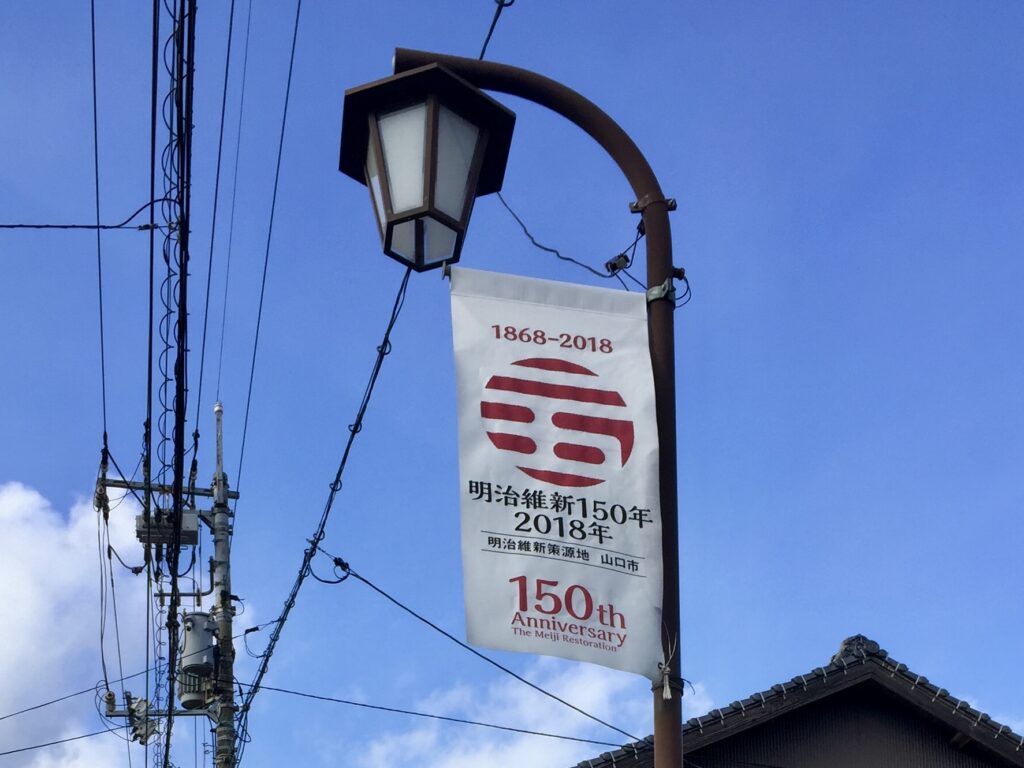 1868-2018
明治維新150年
2018年
明治維新策源地 山口市
150th
Anniversary
The Meiji Restoration